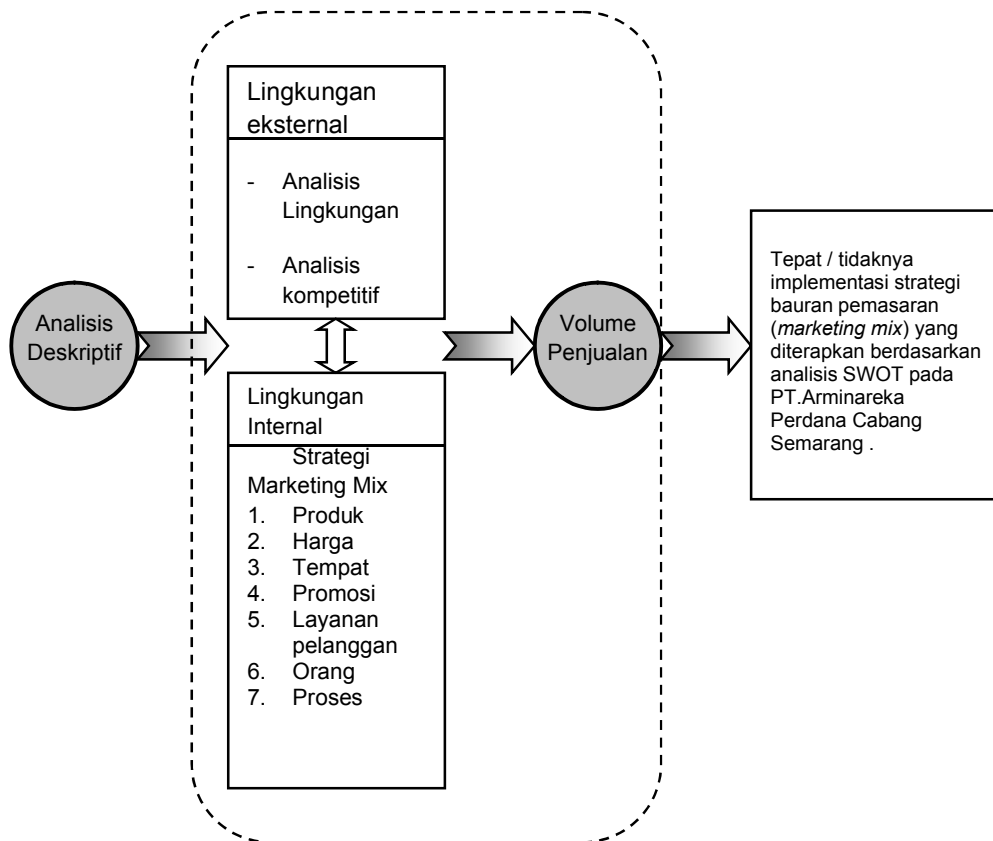 Analisis
Deskriptif
Lingkungan
eksternal
- Analisis
Lingkungan
- Analisis
kompetitif
Lingkungan
Internal
Strategi
Marketing Mix
1. Produk
2. Harga
3. Tempat
4. Promosi
5. Layanan
pelanggan
6. Orang
7. Proses
Volume
Penjualan
Tepat / tidaknya
implementasi strategi
bauran pemasaran
(marketing mix) yang
diterapkan berdasarkan
analisis SWOT pada
PT.Arminareka
Perdana Cabang
Semarang .